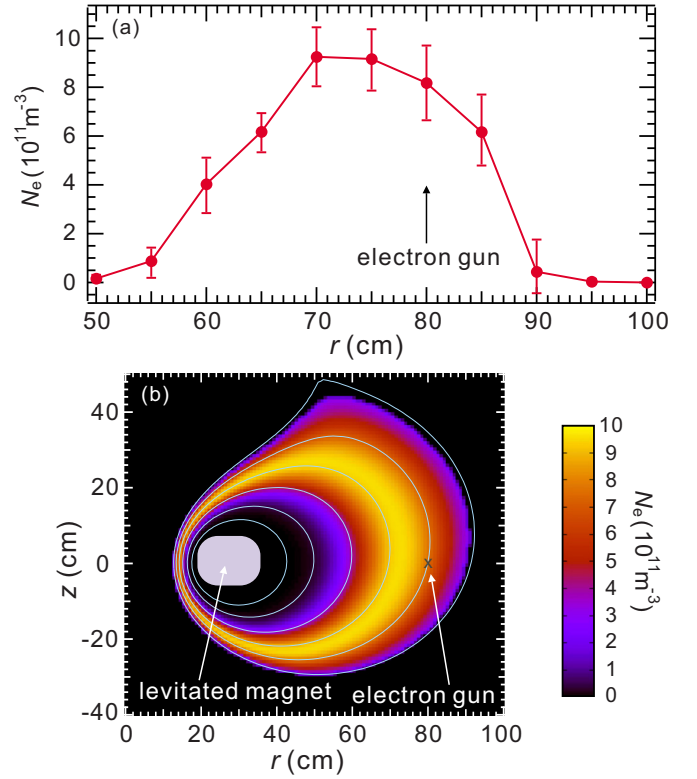 (a)
10
8
6
4
2
0
Nₑ (10¹¹m⁻³)
electron gun
50 60 70 80 90 100
r (cm)
(b)
40
20
0
-20
-40
z (cm)
levitated magnet
electron gun
0 20 40 60 80 100
r (cm)
10
9
8
7
6
5
4
3
2
1
0
Nₑ (10¹¹m⁻³)